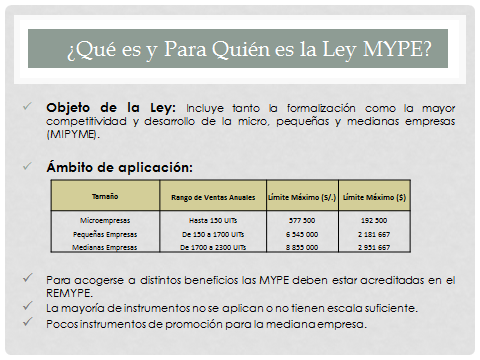 ¿Qué es y Para Quién es la Ley MYPE?
✓ Objeto de la Ley: Incluye tanto la formalización como la mayor
competitividad y desarrollo de la micro, pequeñas y medianas empresas
(MIPYME).
✓ Ámbito de aplicación:
Tamaño Rango de Ventas Anuales Límite Máximo (S/.) Límite Máximo ($)
Microempresas Hasta 150 UITs 577 500 192 500
Pequeñas Empresas De 150 a 1700 UITs 6 545 000 2 181 667
Medianas Empresas De 1700 a 2300 UITs 8 855 000 2 951 667
✓ Para acogerse a distintos beneficios las MYPE deben estar acreditadas en el
REMYPE.
✓ La mayoría de instrumentos no se aplican o no tienen escala suficiente.
✓ Pocos instrumentos de promoción para la mediana empresa.